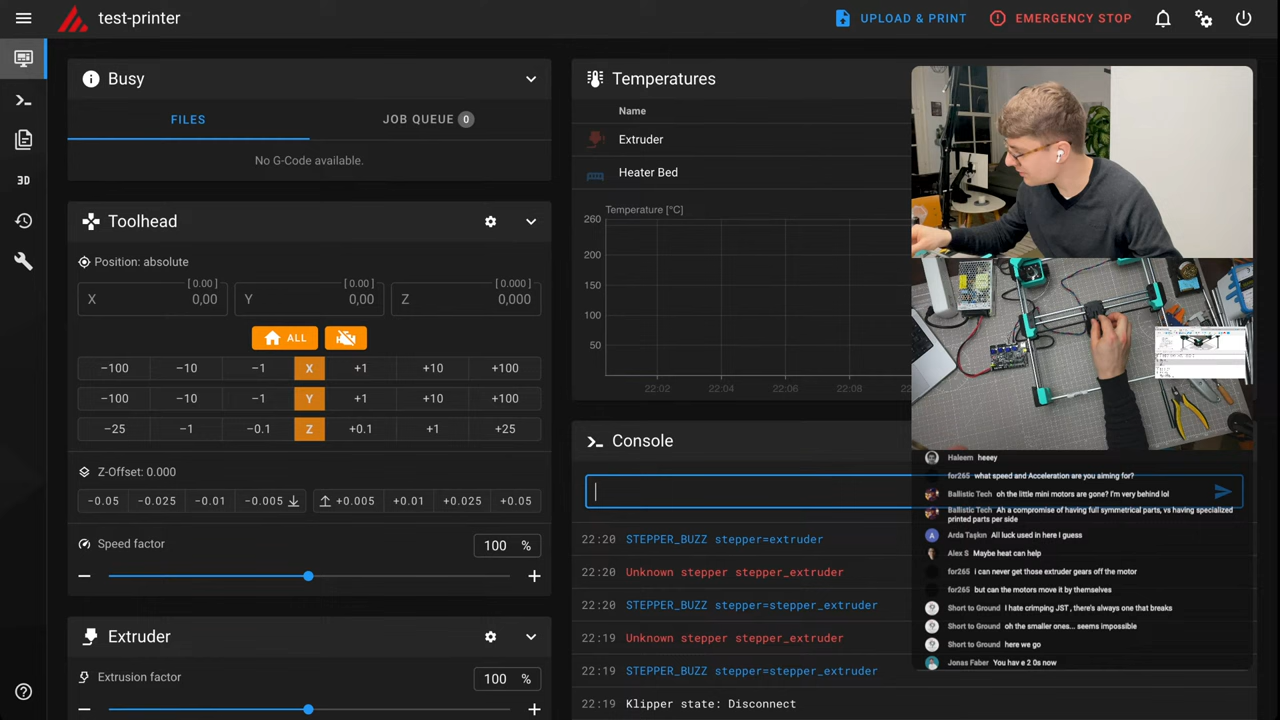 test-printer
UPLOAD & PRINT
EMERGENCY STOP
Busy
FILES
JOB QUEUE 0
No G-Code available.
Toolhead
Position: absolute
[ 0.00 ]
[ 0.00 ]
[ 0.000 ]
X 0,00
Y 0,00
Z 0,000
ALL
−100 −10 −1 X +1 +10 +100
−100 −10 −1 Y +1 +10 +100
−25 −1 −0.1 Z +0.1 +1 +25
Z-Offset: 0.000
−0.05 −0.025 −0.01 −0.005 +0.005 +0.01 +0.025 +0.05
Speed factor
100 %
Extruder
Extrusion factor
100 %
3D
Temperatures
Name
Extruder
Heater Bed
Temperature [°C]
260
200
150
100
50
22:02 22:04 22:06 22:08
Console
22:20 STEPPER_BUZZ stepper=extruder
22:20 Unknown stepper stepper_extruder
22:20 STEPPER_BUZZ stepper=stepper_extruder
22:19 Unknown stepper stepper_extruder
22:19 STEPPER_BUZZ stepper=stepper_extruder
22:19 Klipper state: Disconnect
Haleem heeey
for265 what speed and Acceleration are you aiming for?
Ballistic Tech oh the little mini motors are gone? I'm very behind lol
Ballistic Tech Ah a compromise of having full symmetrical parts, vs having specialized
printed parts per side
Arda Taşkın All luck used in here I guess
Alex S Maybe heat can help
for265 i can never get those extruder gears off the motor
for265 but can the motors move it by themselves
Short to Ground I hate crimping JST , there's always one that breaks
Short to Ground oh the smaller ones... seems impossible
Short to Ground here we go
Jonas Faber You hav e 2 0s now